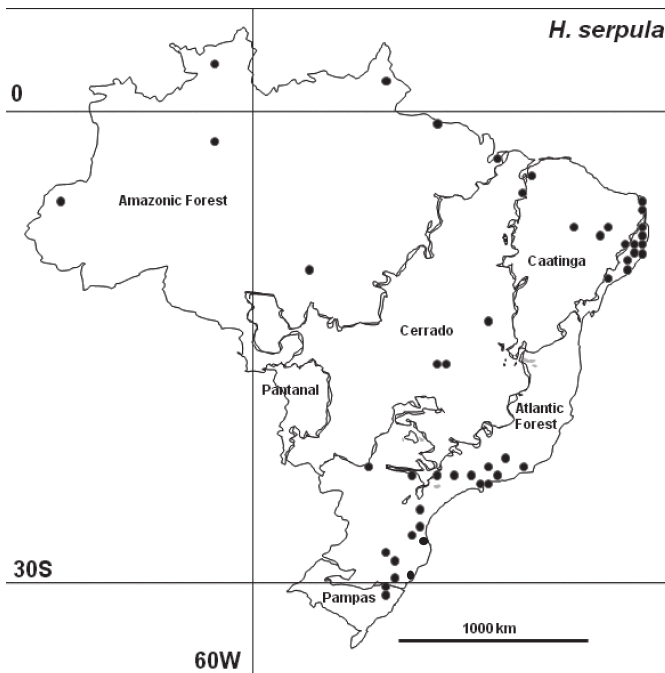 H. serpula
0
Amazonic Forest
Caatinga
Cerrado
Pantanal
Atlantic
Forest
30S
Pampas
1000 km
60W